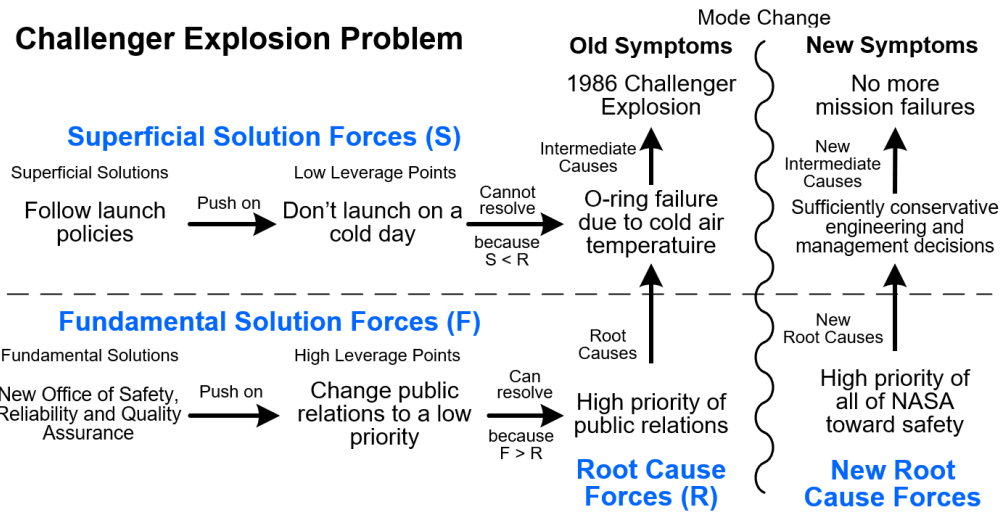 Challenger Explosion Problem
Mode Change
Old Symptoms
New Symptoms
1986 Challenger
Explosion
No more
mission failures
Superficial Solution Forces (S)
Intermediate
Causes
New
Intermediate
Causes
Superficial Solutions
Low Leverage Points
Follow launch
policies
Push on
Don't launch on a
cold day
Cannot
resolve
because
S < R
O-ring failure
due to cold air
temperatuire
Sufficiently conservative
engineering and
management decisions
Fundamental Solution Forces (F)
Root
Causes
New
Root Causes
Fundamental Solutions
High Leverage Points
New Office of Safety,
Reliability and Quality
Assurance
Push on
Change public
relations to a low
priority
Can
resolve
because
F > R
High priority of
public relations
High priority of
all of NASA
toward safety
Root Cause
Forces (R)
New Root
Cause Forces